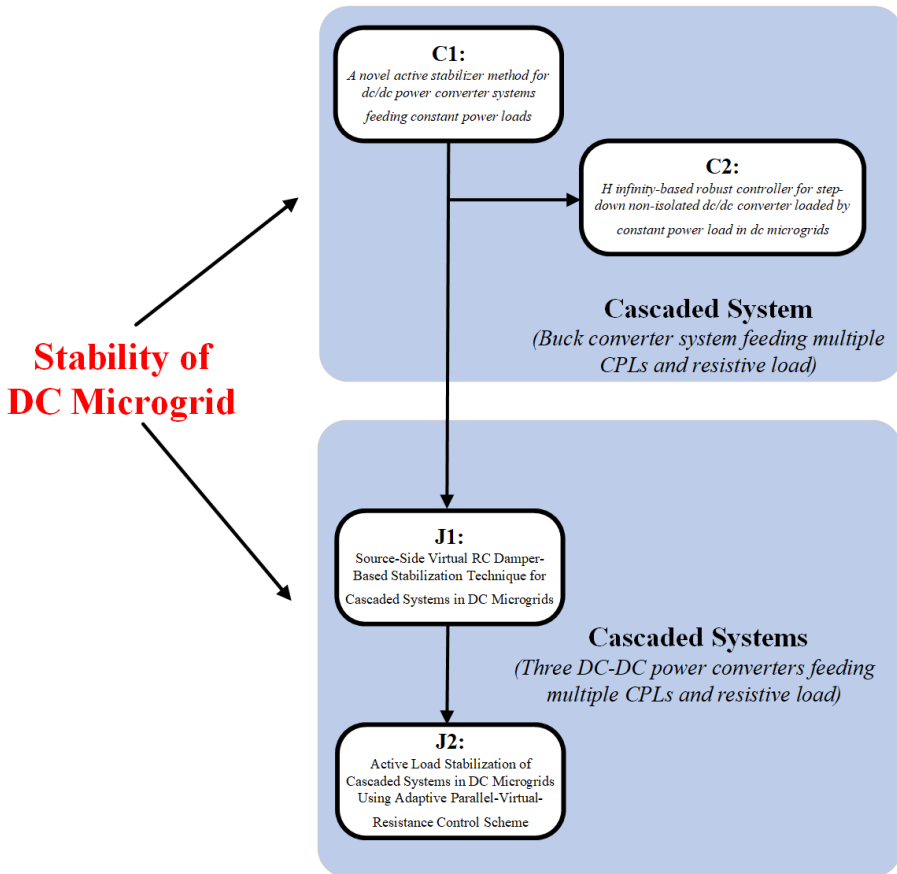 C1:
A novel active stabilizer method for
dc/dc power converter systems
feeding constant power loads
C2:
H infinity-based robust controller for step-
down non-isolated dc/dc converter loaded by
constant power load in dc microgrids
Cascaded System
(Buck converter system feeding multiple
CPLs and resistive load)
Stability of
DC Microgrid
J1:
Source-Side Virtual RC Damper-
Based Stabilization Technique for
Cascaded Systems in DC Microgrids
Cascaded Systems
(Three DC-DC power converters feeding
multiple CPLs and resistive load)
J2:
Active Load Stabilization of
Cascaded Systems in DC Microgrids
Using Adaptive Parallel-Virtual-
Resistance Control Scheme